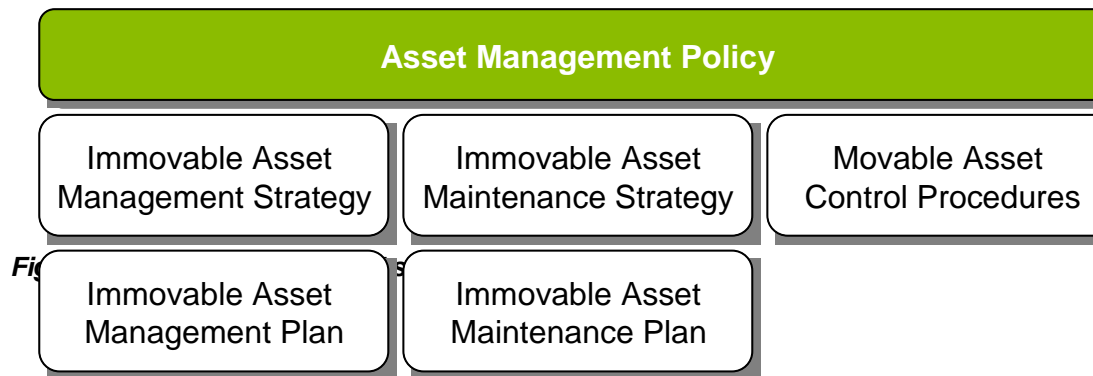 Asset Management Policy
Immovable Asset
Management Strategy
Immovable Asset
Maintenance Strategy
Movable Asset
Control Procedures
Immovable Asset
Management Plan
Immovable Asset
Maintenance Plan